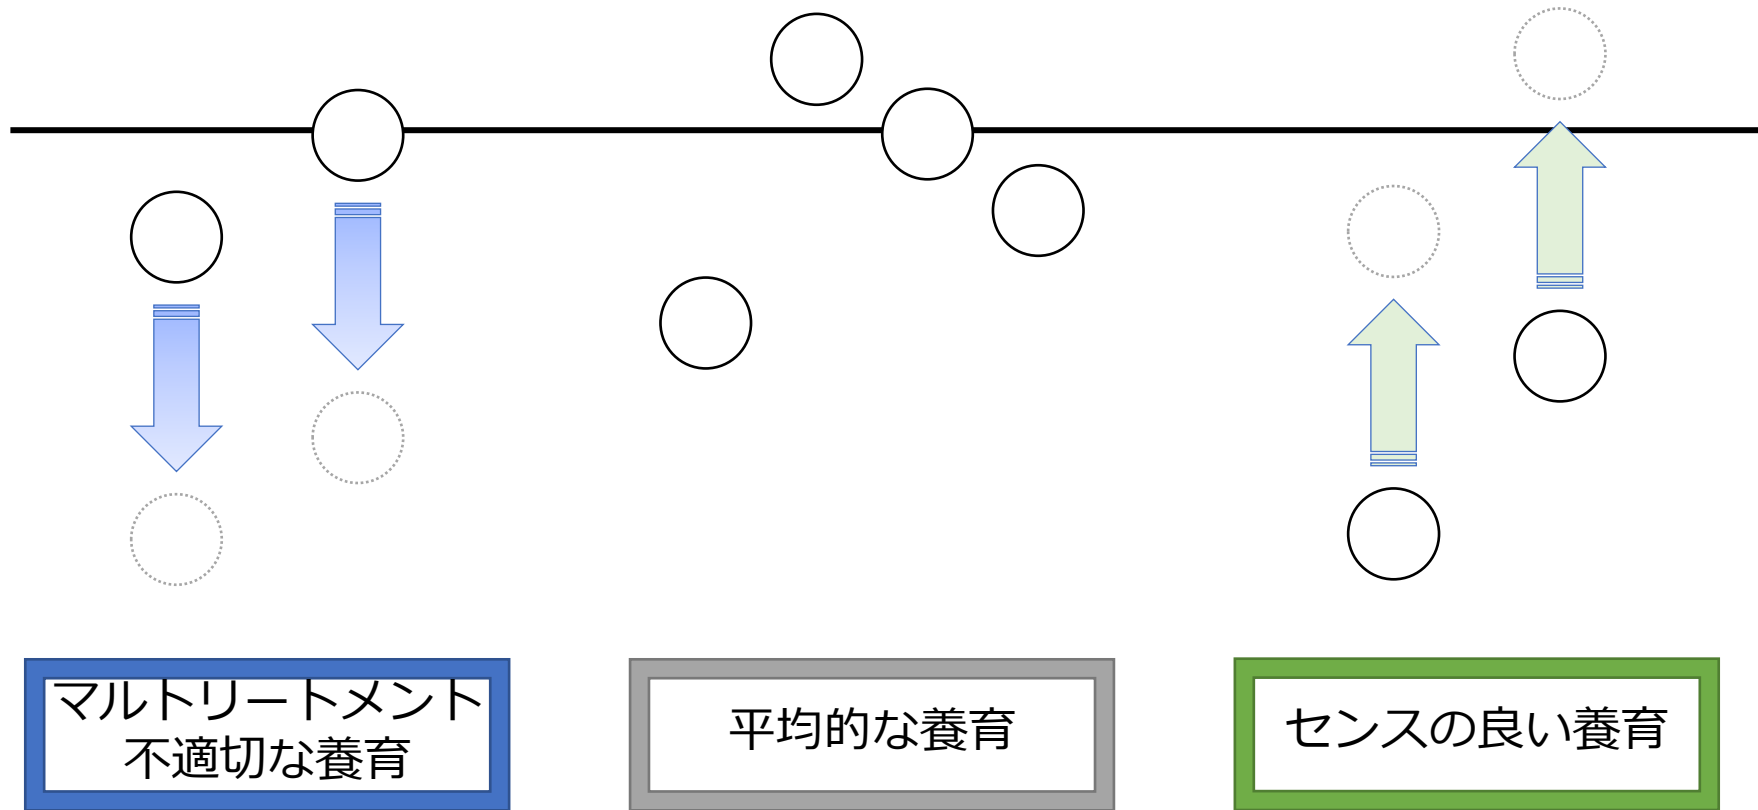 マルトリートメント
不適切な養育
平均的な養育
センスの良い養育